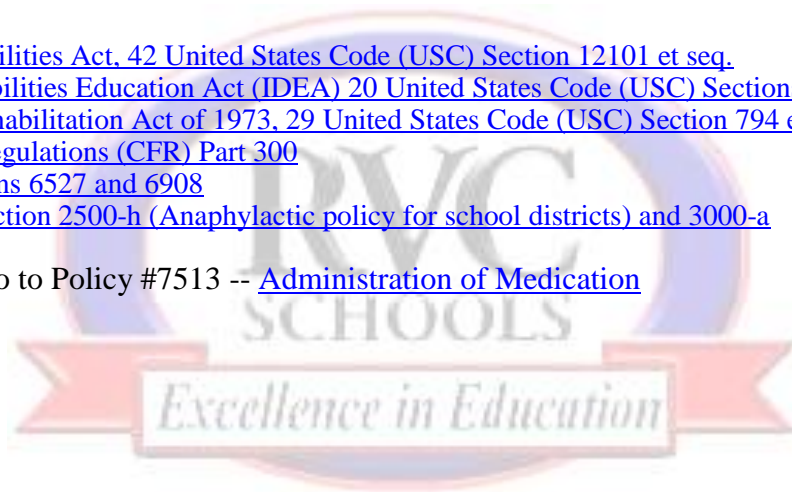 ilities Act, 42 United States Code (USC) Section 12101 et seq.
bilities Education Act (IDEA) 20 United States Code (USC) Section
habilitation Act of 1973, 29 United States Code (USC) Section 794 e
egulations (CFR) Part 300
ns 6527 and 6908
ction 2500-h (Anaphylactic policy for school districts) and 3000-a
o to Policy #7513 -- Administration of Medication
RVC
SCHOOLS
Excellence in Education